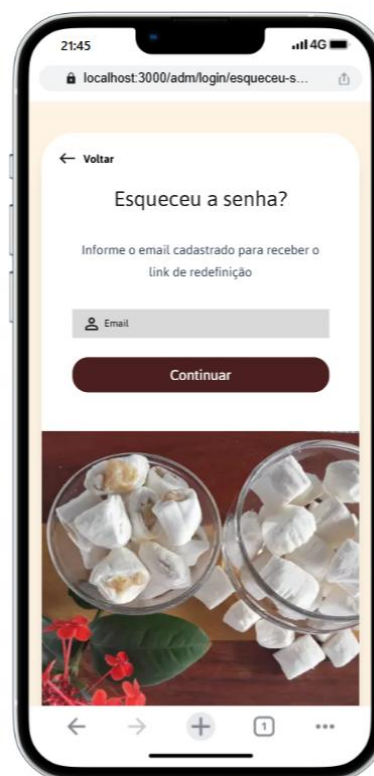 21:45
4G
localhost:3000/adm/login/esqueceu-s...
← Voltar
Esqueceu a senha?
Informe o email cadastrado para receber o
link de redefinição
Email
Continuar
1